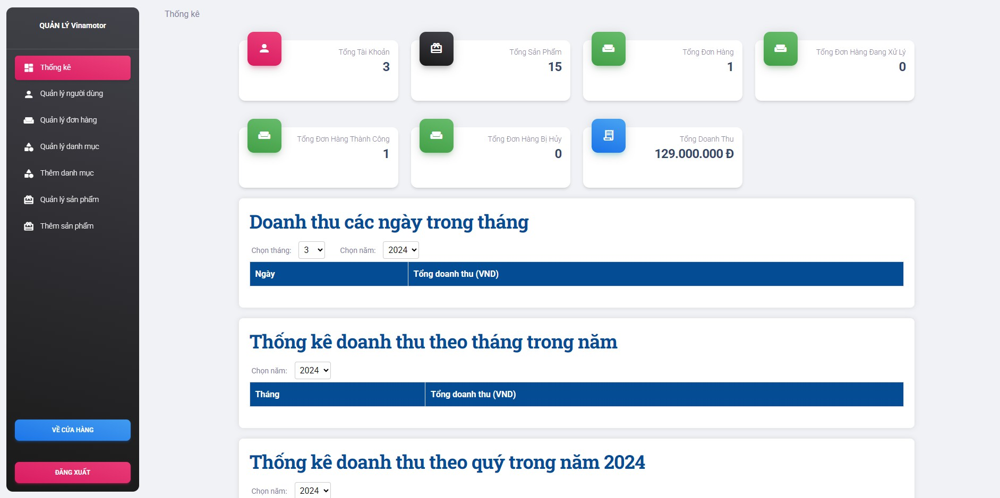 QUẢN LÝ Vinamotor
Thống kê
Quản lý người dùng
Quản lý đơn hàng
Quản lý danh mục
Thêm danh mục
Quản lý sản phẩm
Thêm sản phẩm
VỀ CỬA HÀNG
ĐĂNG XUẤT
Thống kê
Tổng Tài Khoản
3
Tổng Sản Phẩm
15
Tổng Đơn Hàng
1
Tổng Đơn Hàng Đang Xử Lý
0
Tổng Đơn Hàng Thành Công
1
Tổng Đơn Hàng Bị Hủy
0
Tổng Doanh Thu
129.000.000 Đ
Doanh thu các ngày trong tháng
Chọn tháng: 3 Chọn năm: 2024
Ngày Tổng doanh thu (VND)
Thống kê doanh thu theo tháng trong năm
Chọn năm: 2024
Tháng Tổng doanh thu (VND)
Thống kê doanh thu theo quý trong năm 2024
Chọn năm: 2024